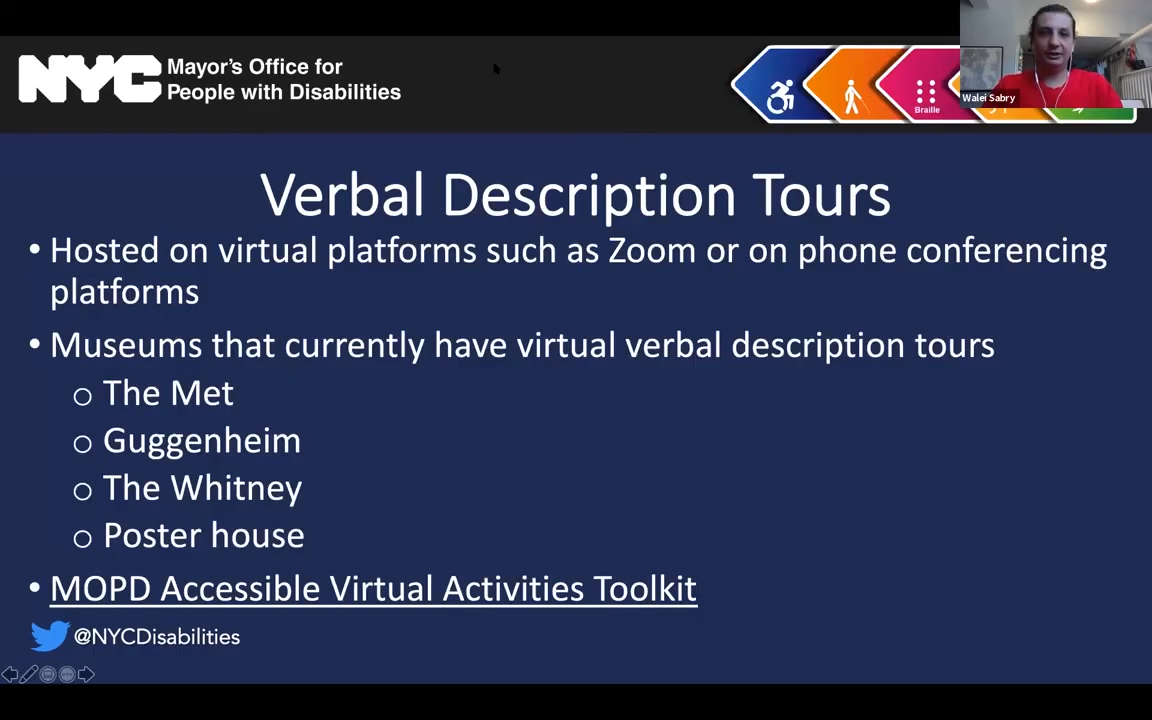 NYC
Mayor's Office for
People with Disabilities
Braille
Walei Sabry
Verbal Description Tours
• Hosted on virtual platforms such as Zoom or on phone conferencing
platforms
• Museums that currently have virtual verbal description tours
o The Met
o Guggenheim
o The Whitney
o Poster house
• MOPD Accessible Virtual Activities Toolkit
@NYCDisabilities